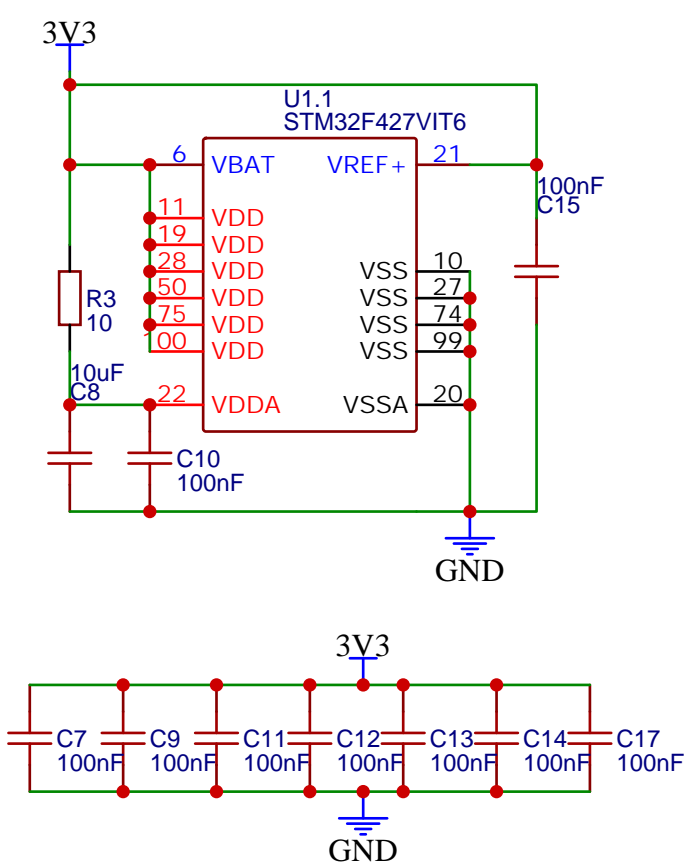 3V3
U1.1
STM32F427VIT6
6 VBAT VREF+ 21
100nF
C15
11 VDD
19 VDD
28 VDD VSS 10
50 VDD VSS 27
75 VDD VSS 74
100 VDD VSS 99
R3
10
10uF
C8
22 VDDA VSSA 20
C10
100nF
GND
3V3
C7 C9 C11 C12 C13 C14 C17
100nF 100nF 100nF 100nF 100nF 100nF 100nF
GND